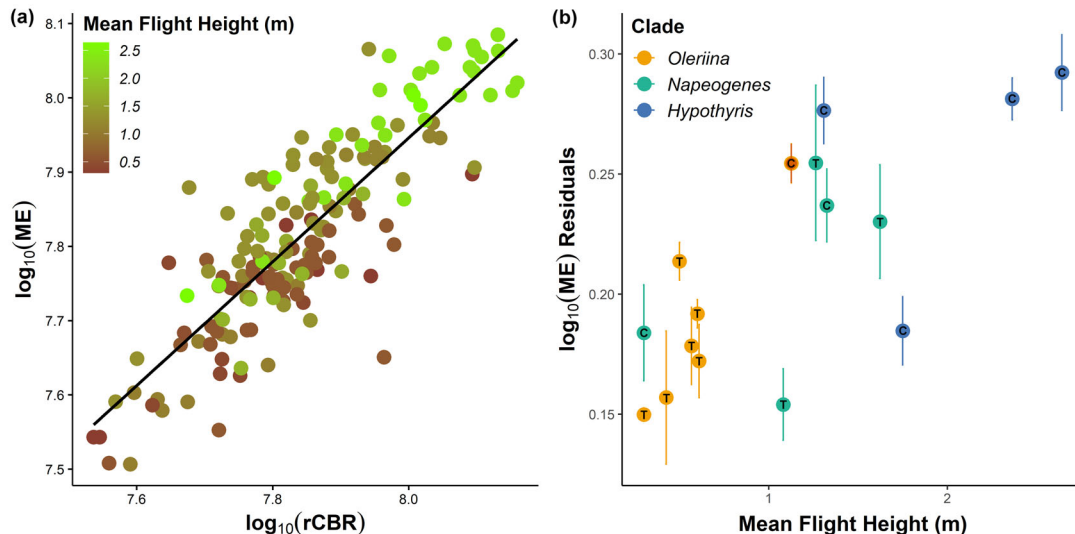 (a)
Mean Flight Height (m)
2.5
2.0
1.5
1.0
0.5
8.1
8.0
7.9
7.8
7.7
7.6
7.5
log₁₀(ME)
7.6 7.8 8.0
log₁₀(rCBR)
(b)
Clade
Oleriina
Napeogenes
Hypothyris
0.30
0.25
0.20
0.15
log₁₀(ME) Residuals
C
C
C
C
T
C
T
T
T
C
C
T
T
T
T
T
T
1 2
Mean Flight Height (m)